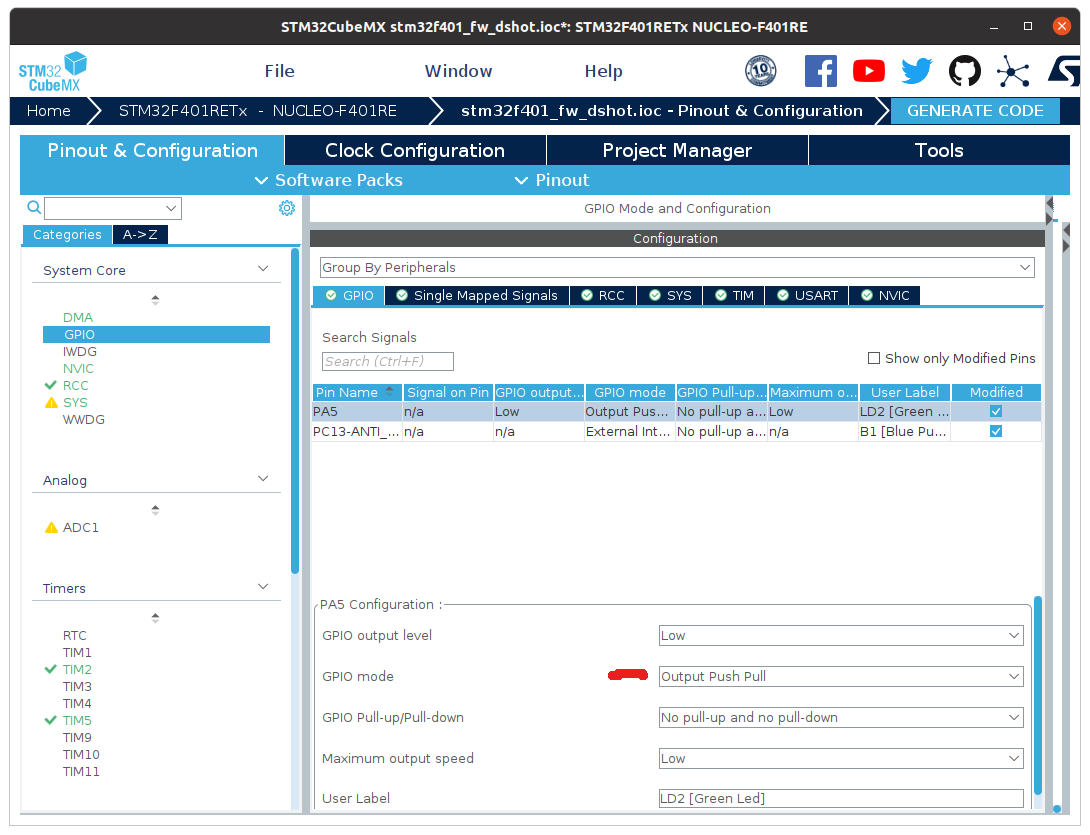 STM32CubeMX stm32f401_fw_dshot.ioc*: STM32F401RETx NUCLEO-F401RE
STM32
CubeMX
File
Window
Help
10
YEARS
Home
STM32F401RETx - NUCLEO-F401RE
stm32f401_fw_dshot.ioc - Pinout & Configuration
GENERATE CODE
Pinout & Configuration
Clock Configuration
Project Manager
Tools
Software Packs
Pinout
GPIO Mode and Configuration
Categories
A->Z
Configuration
System Core
DMA
GPIO
IWDG
NVIC
RCC
SYS
WWDG
Analog
ADC1
Timers
RTC
TIM1
TIM2
TIM3
TIM4
TIM5
TIM9
TIM10
TIM11
Group By Peripherals
GPIO
Single Mapped Signals
RCC
SYS
TIM
USART
NVIC
Search Signals
Search (Ctrl+F)
Show only Modified Pins
Pin Name Signal on Pin GPIO output... GPIO mode GPIO Pull-up... Maximum o... User Label Modified
PA5 n/a Low Output Pus... No pull-up a... Low LD2 [Green ...
PC13-ANTI_... n/a n/a External Int... No pull-up a... n/a B1 [Blue Pu...
PA5 Configuration :
GPIO output level Low
GPIO mode Output Push Pull
GPIO Pull-up/Pull-down No pull-up and no pull-down
Maximum output speed Low
User Label LD2 [Green Led]